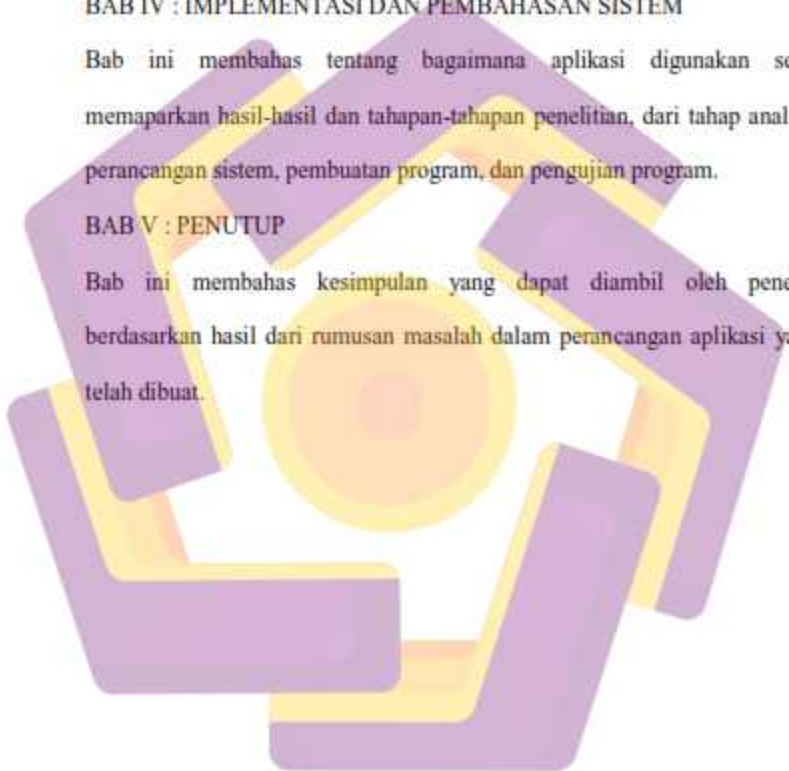 BAB IV : IMPLEMENTASI DAN PEMBAHASAN SISTEM
Bab ini membahas tentang bagaimana aplikasi digunakan
memaparkan hasil-hasil dan tahapan-tahapan penelitian, dari tahap
perancangan sistem, pembuatan program, dan pengujian program.
BAB V : PENUTUP
Bab ini membahas kesimpulan yang dapat diambil oleh
berdasarkan hasil dari rumusan masalah dalam perancangan aplikasi
telah dibuat.